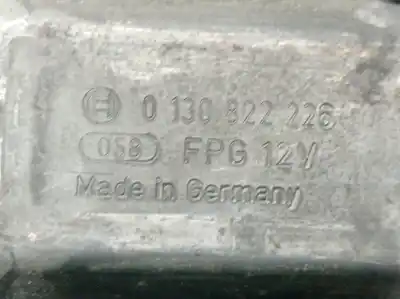 0 130 822 226
058 FPG 12V
Made in Germany